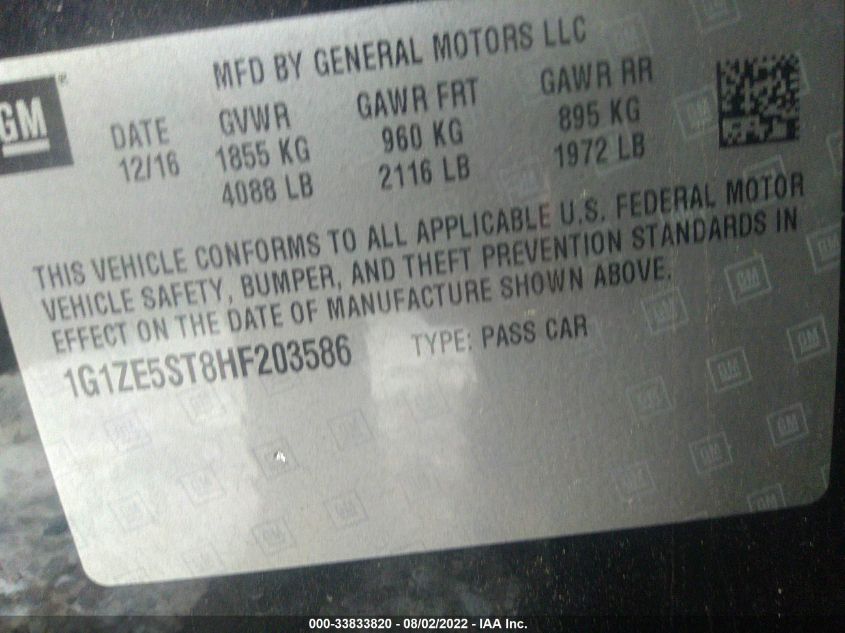 GM®
MFD BY GENERAL MOTORS LLC
DATE GVWR GAWR FRT GAWR RR
12/16 1855 KG 960 KG 895 KG
4088 LB 2116 LB 1972 LB
THIS VEHICLE CONFORMS TO ALL APPLICABLE U.S. FEDERAL MOTOR
VEHICLE SAFETY, BUMPER, AND THEFT PREVENTION STANDARDS IN
EFFECT ON THE DATE OF MANUFACTURE SHOWN ABOVE.
1G1ZE5ST8HF203586 TYPE: PASS CAR
000-33833820 - 08/02/2022 - IAA Inc.